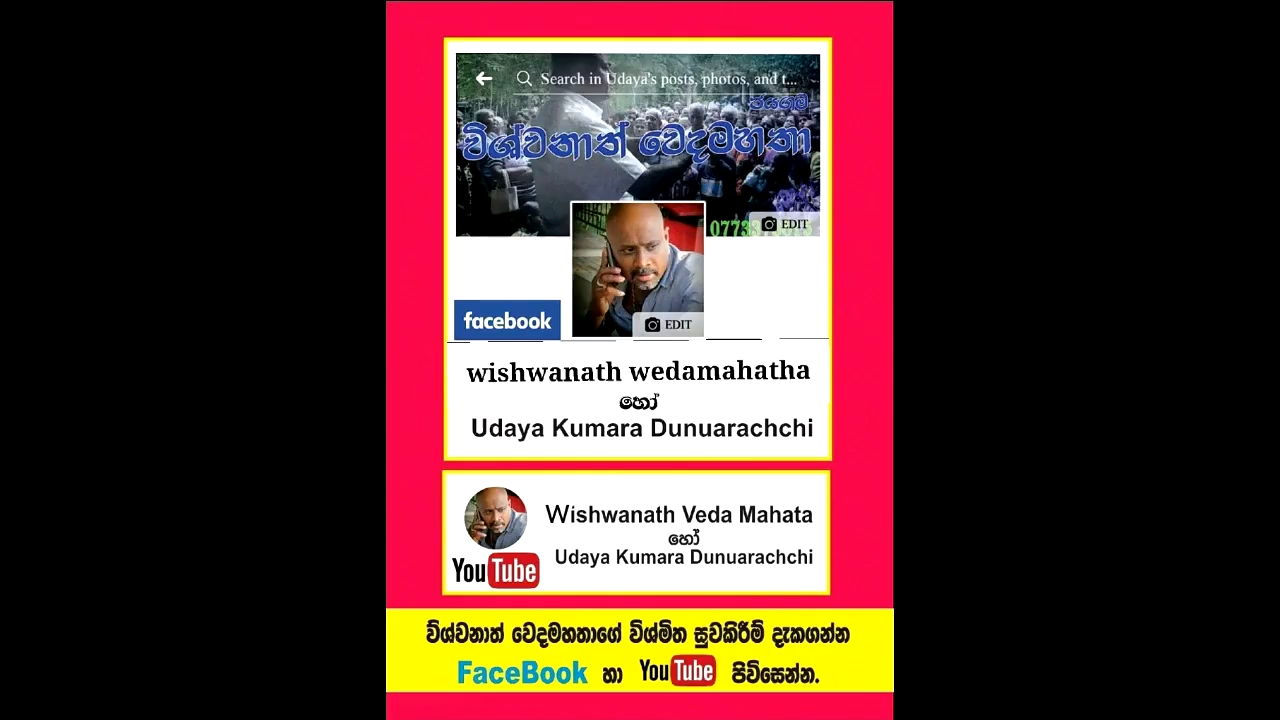 Search in Udaya's posts, photos, and t...
ජයගුම්
විශ්වනාත් වෙදමහතා
EDIT
EDIT
facebook
wishwanath wedamahatha
හෝ
Udaya Kumara Dunuarachchi
Wishwanath Veda Mahata
හෝ
Udaya Kumara Dunuarachchi
YouTube
විශ්වනාත් වෙදමහතාගේ විශ්මිත සුවකිරීම් දැකගන්න
FaceBook හා YouTube පිවිසෙන්න.